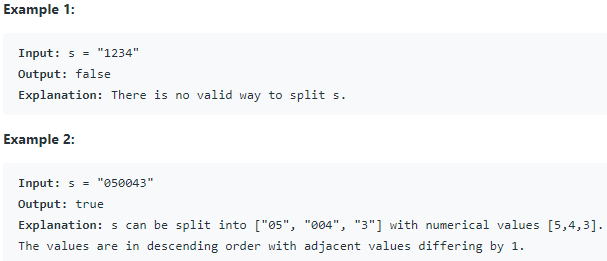 Example 1:
Input: s = "1234"
Output: false
Explanation: There is no valid way to split s.
Example 2:
Input: s = "050043"
Output: true
Explanation: s can be split into ["05", "004", "3"] with numerical values [5,4,3].
The values are in descending order with adjacent values differing by 1.